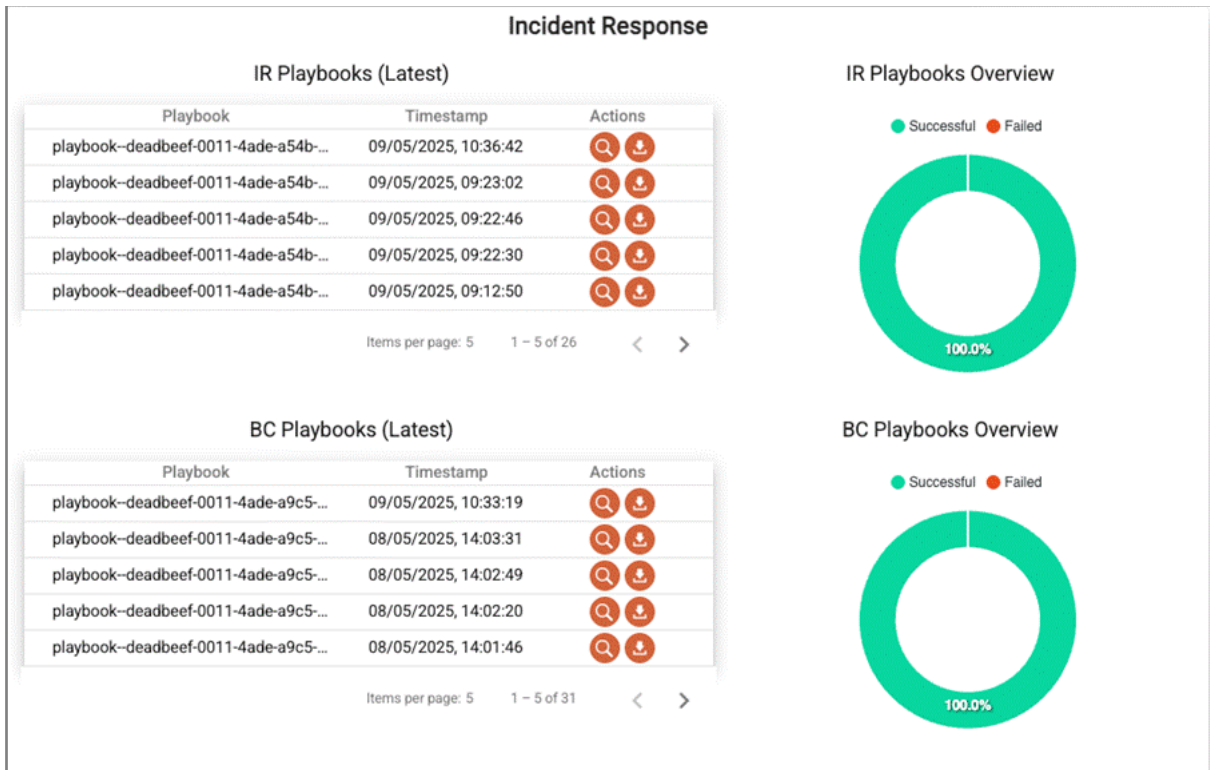 Incident Response
IR Playbooks (Latest)
Playbook Timestamp Actions
playbook--deadbeef-0011-4ade-a54b-... 09/05/2025, 10:36:42
playbook--deadbeef-0011-4ade-a54b-... 09/05/2025, 09:23:02
playbook--deadbeef-0011-4ade-a54b-... 09/05/2025, 09:22:46
playbook--deadbeef-0011-4ade-a54b-... 09/05/2025, 09:22:30
playbook--deadbeef-0011-4ade-a54b-... 09/05/2025, 09:12:50
Items per page: 5 1 – 5 of 26
IR Playbooks Overview
Successful Failed
100.0%
BC Playbooks (Latest)
Playbook Timestamp Actions
playbook--deadbeef-0011-4ade-a9c5-... 09/05/2025, 10:33:19
playbook--deadbeef-0011-4ade-a9c5-... 08/05/2025, 14:03:31
playbook--deadbeef-0011-4ade-a9c5-... 08/05/2025, 14:02:49
playbook--deadbeef-0011-4ade-a9c5-... 08/05/2025, 14:02:20
playbook--deadbeef-0011-4ade-a9c5-... 08/05/2025, 14:01:46
Items per page: 5 1 – 5 of 31
BC Playbooks Overview
Successful Failed
100.0%